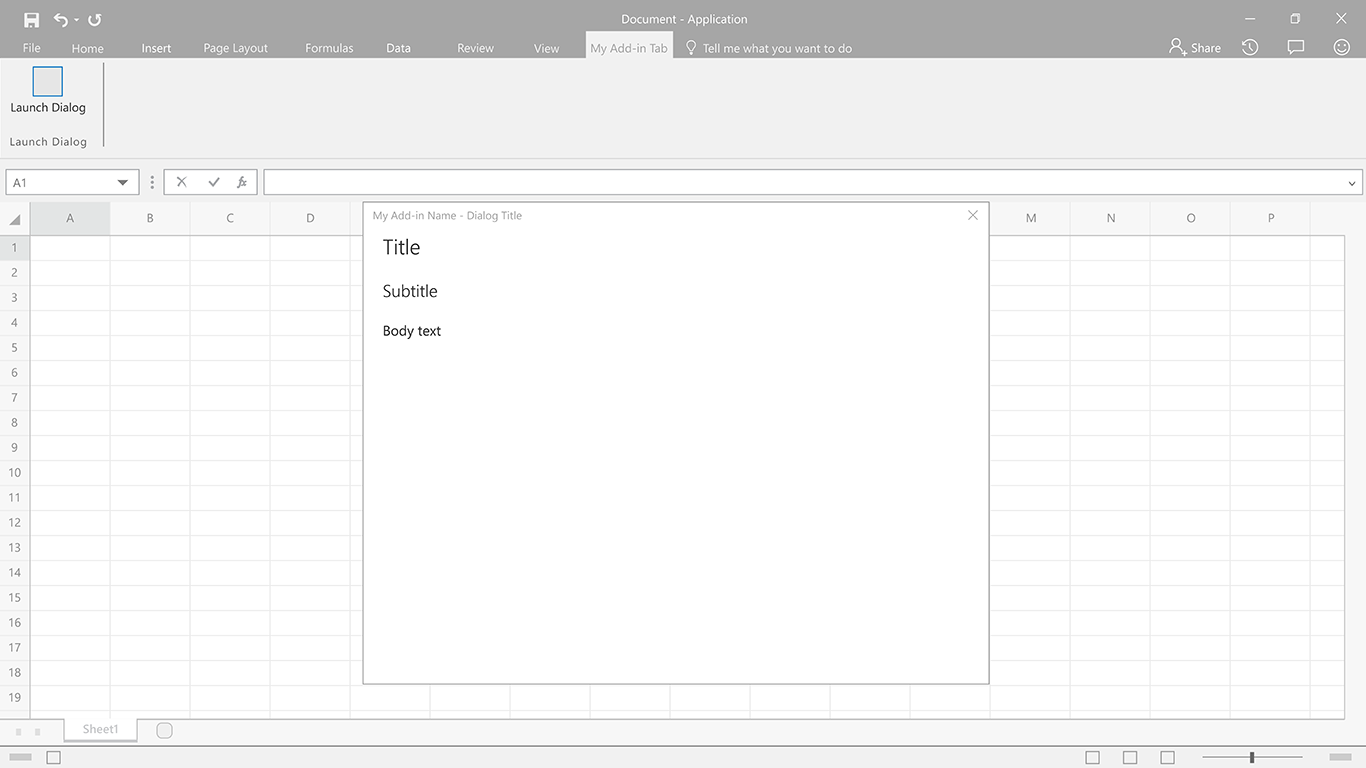 Document - Application
File Home Insert Page Layout Formulas Data Review View My Add-in Tab Tell me what you want to do Share
Launch Dialog
Launch Dialog
A1 fx
A B C D M N O P
My Add-in Name - Dialog Title
Title
Subtitle
Body text
1
2
3
4
5
6
7
8
9
10
11
12
13
14
15
16
17
18
19
Sheet1